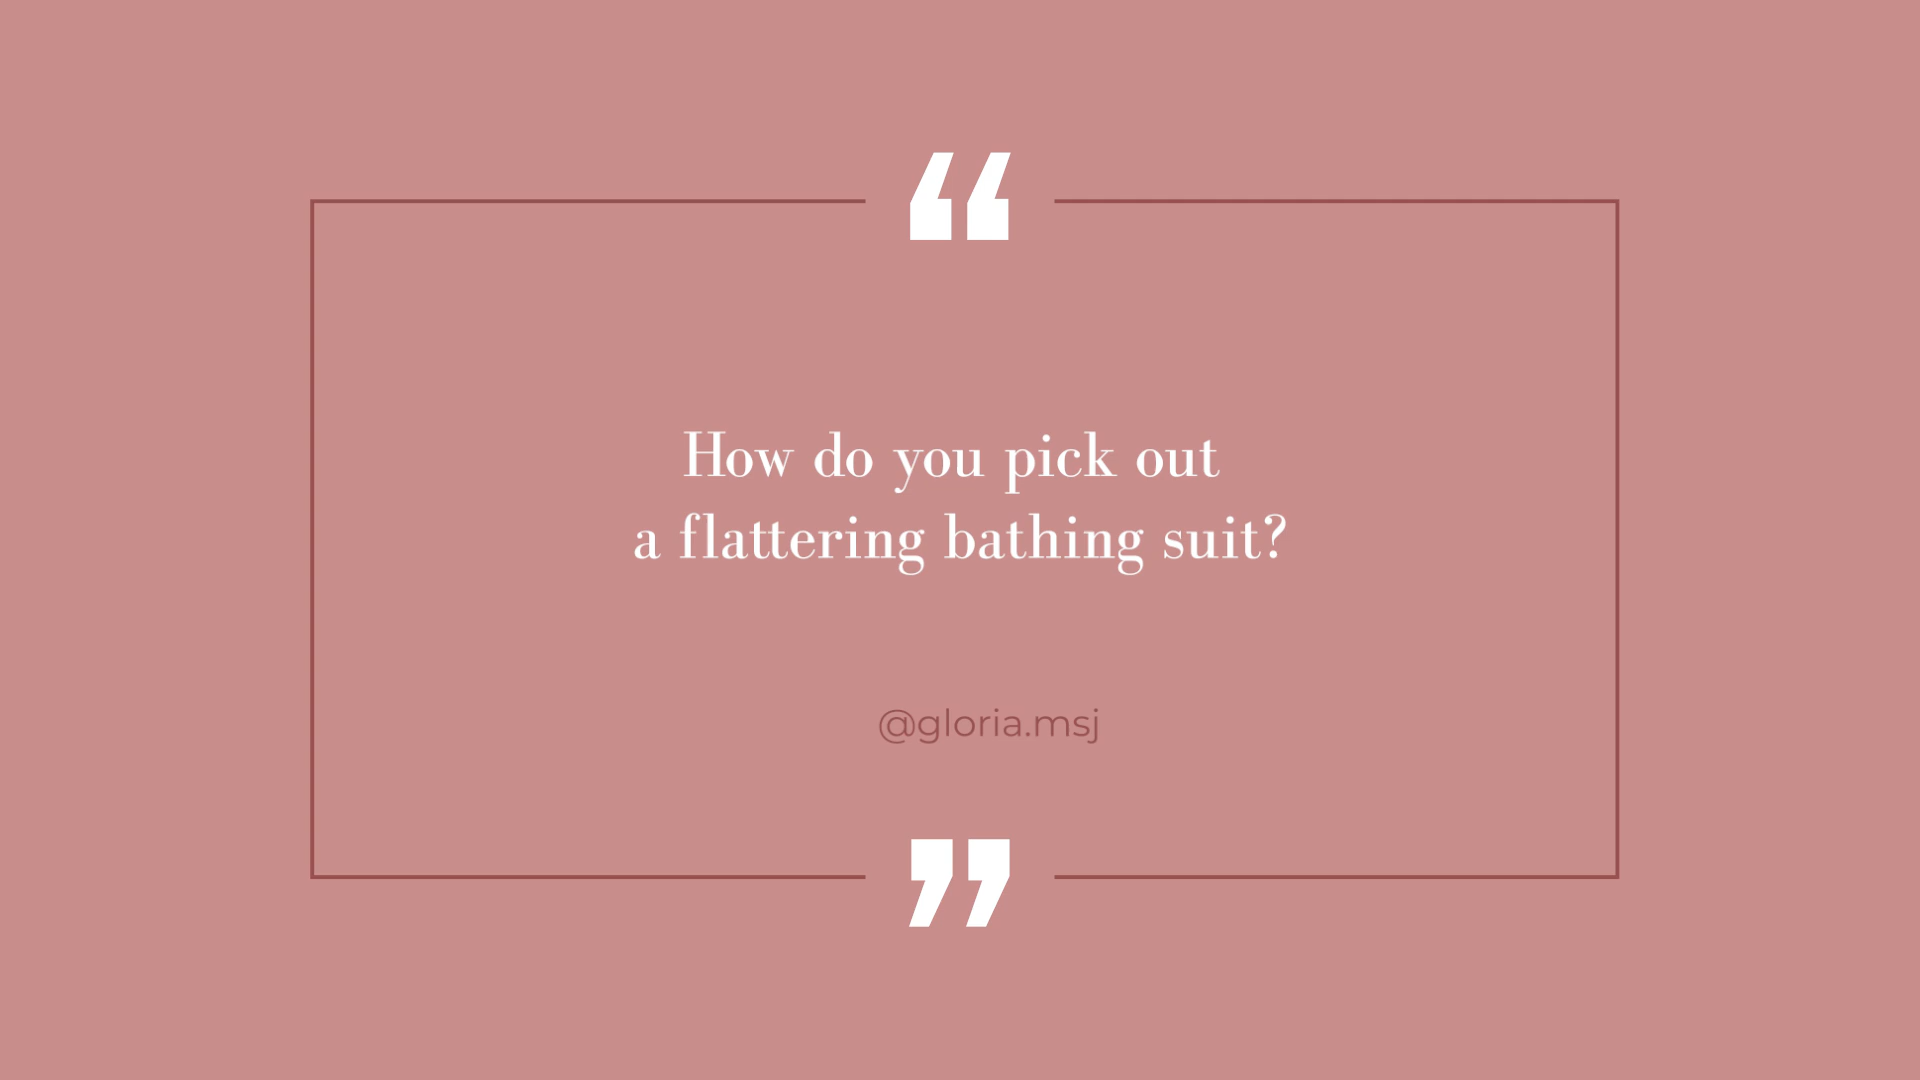 “
How do you pick out
a flattering bathing suit?
@gloria.msj
”